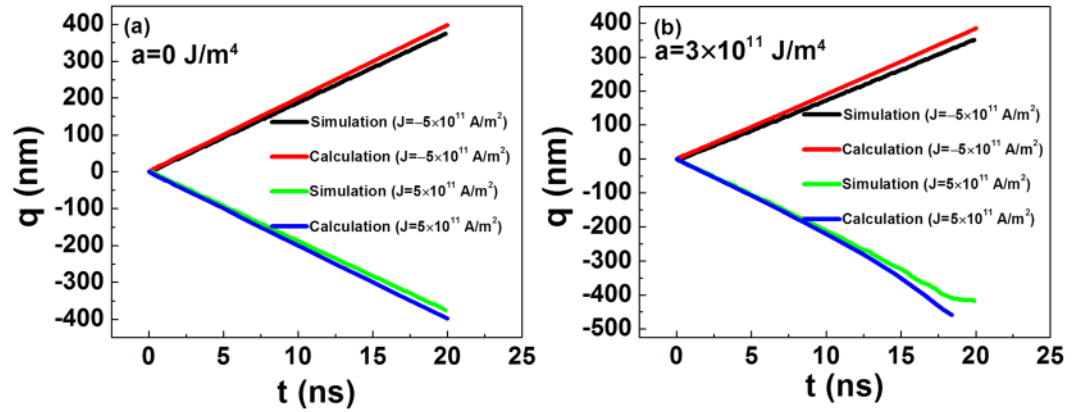 (a)
a=0 J/m⁴
400
300
200
100
0
-100
-200
-300
-400
q (nm)
Simulation (J=−5×10¹¹ A/m²)
Calculation (J=−5×10¹¹ A/m²)
Simulation (J=5×10¹¹ A/m²)
Calculation (J=5×10¹¹ A/m²)
0 5 10 15 20 25
t (ns)
(b)
a=3×10¹¹ J/m⁴
400
300
200
100
0
-100
-200
-300
-400
-500
q (nm)
Simulation (J=−5×10¹¹ A/m²)
Calculation (J=−5×10¹¹ A/m²)
Simulation (J=5×10¹¹ A/m²)
Calculation (J=5×10¹¹ A/m²)
0 5 10 15 20 25
t (ns)